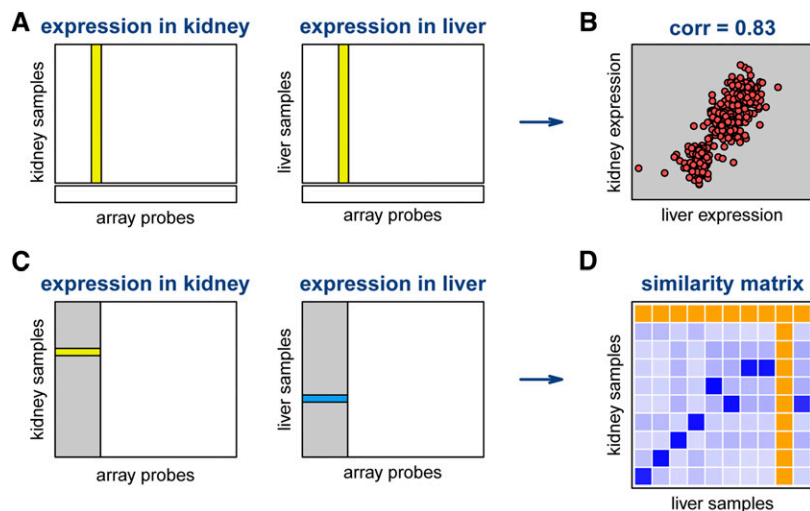 A
expression in kidney
expression in liver
B
corr = 0.83
kidney samples
liver samples
kidney expression
array probes
array probes
liver expression
C
expression in kidney
expression in liver
D
similarity matrix
kidney samples
liver samples
kidney samples
array probes
array probes
liver samples